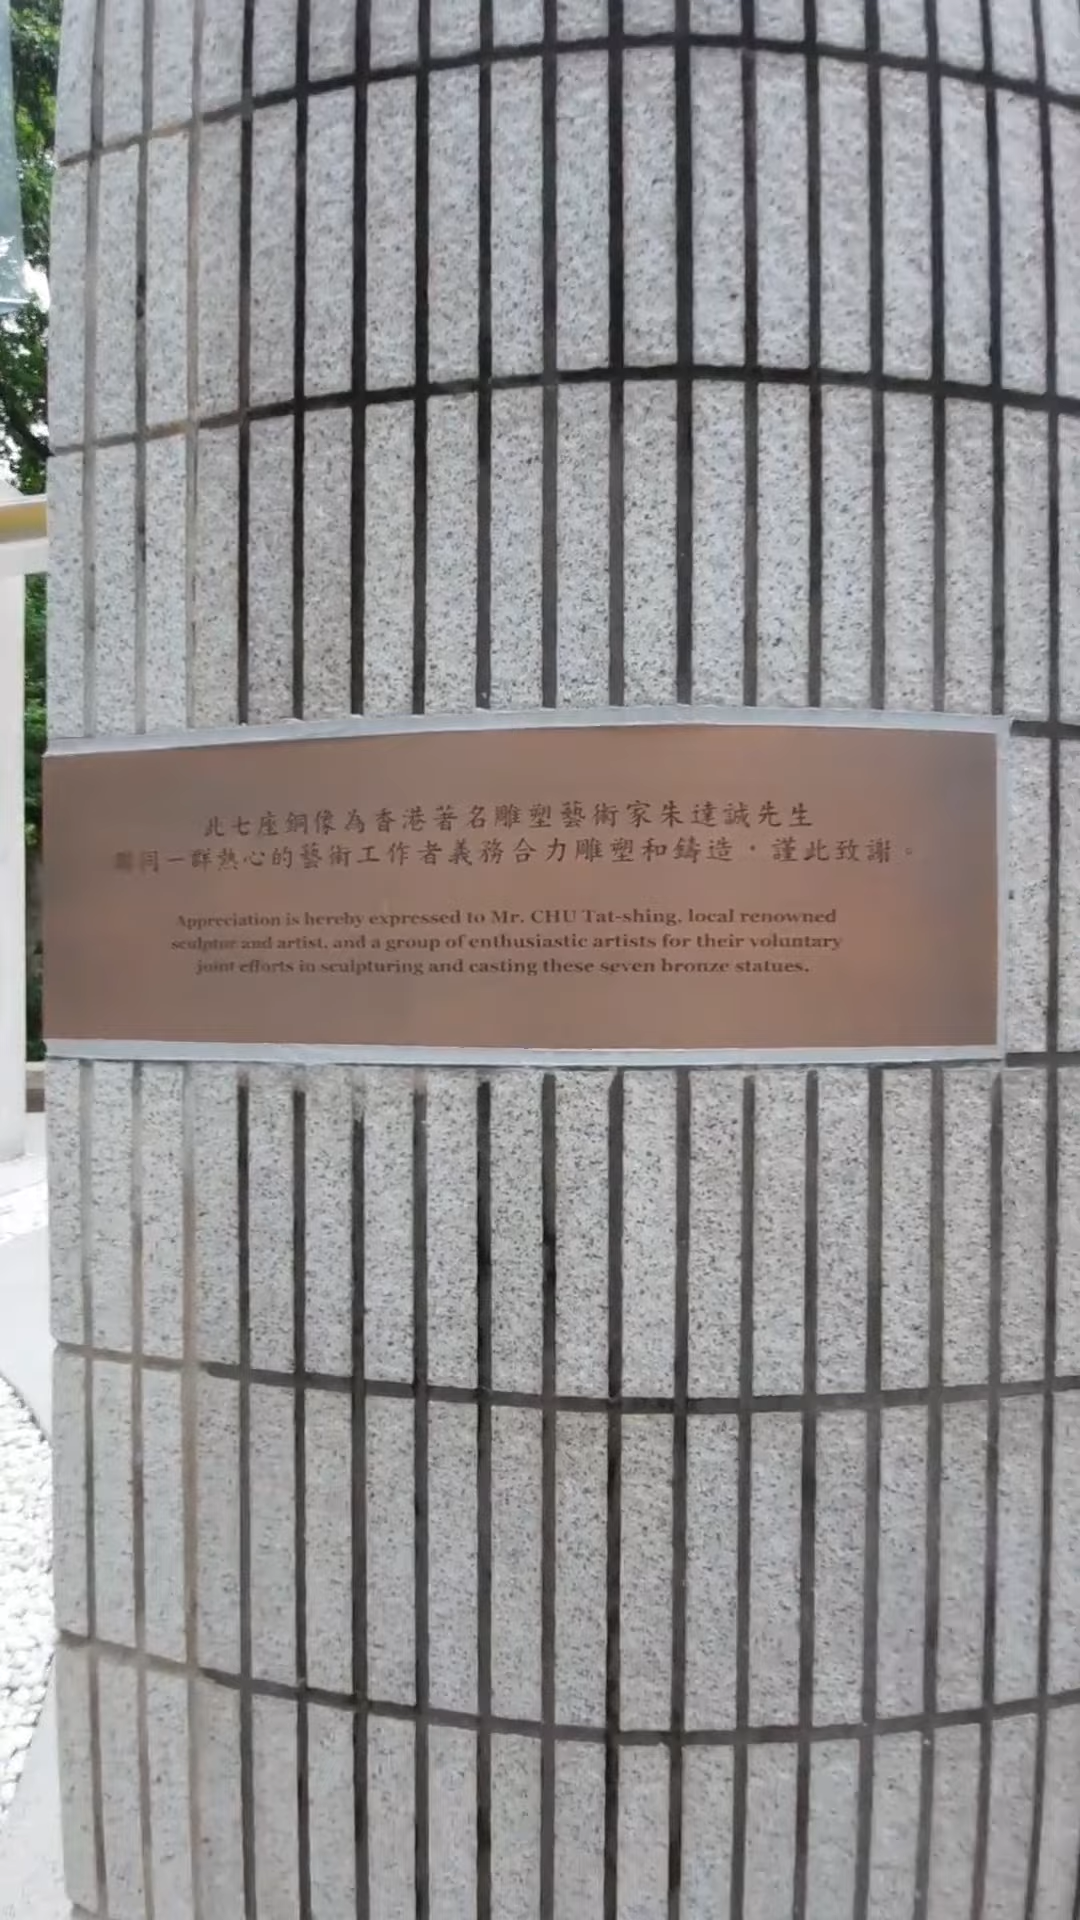 此七座銅像為香港著名雕塑藝術家朱達誠先生
聯同一群熱心的藝術工作者義務合力雕塑和鑄造，謹此致謝。
Appreciation is hereby expressed to Mr. CHU Tat-shing, local renowned
sculptor and artist, and a group of enthusiastic artists for their voluntary
joint efforts in sculpturing and casting these seven bronze statues.